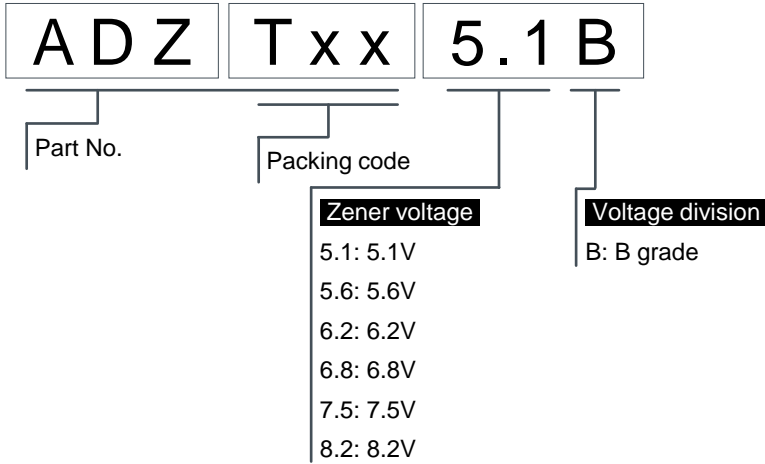 ADZ Txx 5.1B
Part No.
Packing code
Zener voltage
5.1: 5.1V
5.6: 5.6V
6.2: 6.2V
6.8: 6.8V
7.5: 7.5V
8.2: 8.2V
Voltage division
B: B grade